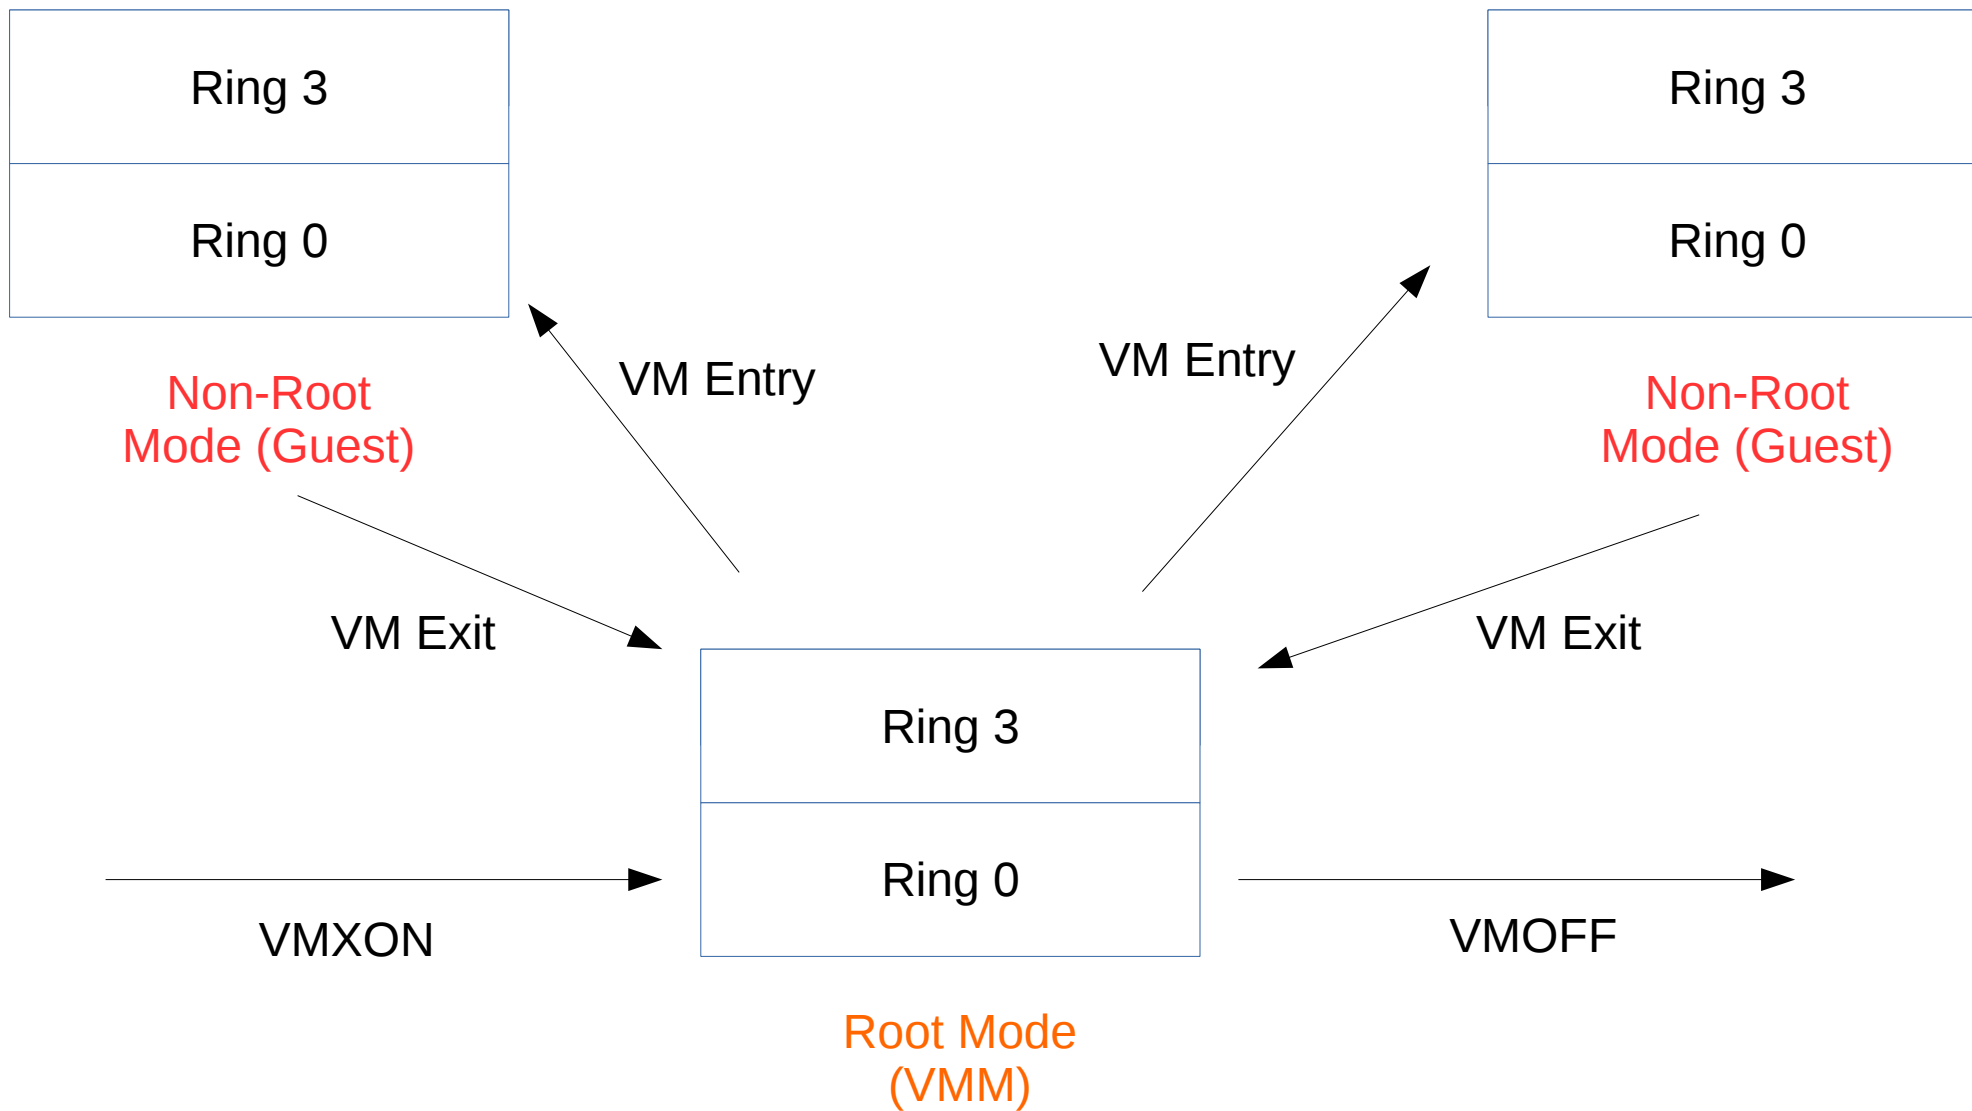 Ring 3
Ring 3
Ring 0
Ring 0
VM Entry
VM Entry
Non-Root
Mode (Guest)
Non-Root
Mode (Guest)
VM Exit
VM Exit
Ring 3
Ring 0
VMXON
VMOFF
Root Mode
(VMM)